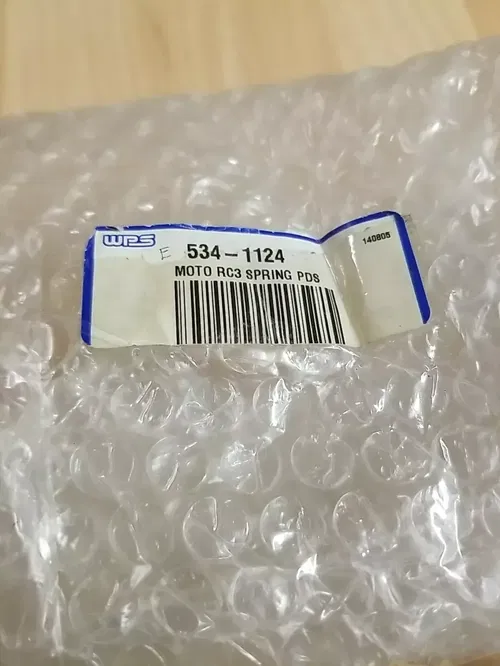 WPS
140805
E 534-1124
MOTO RC3 SPRING PDS